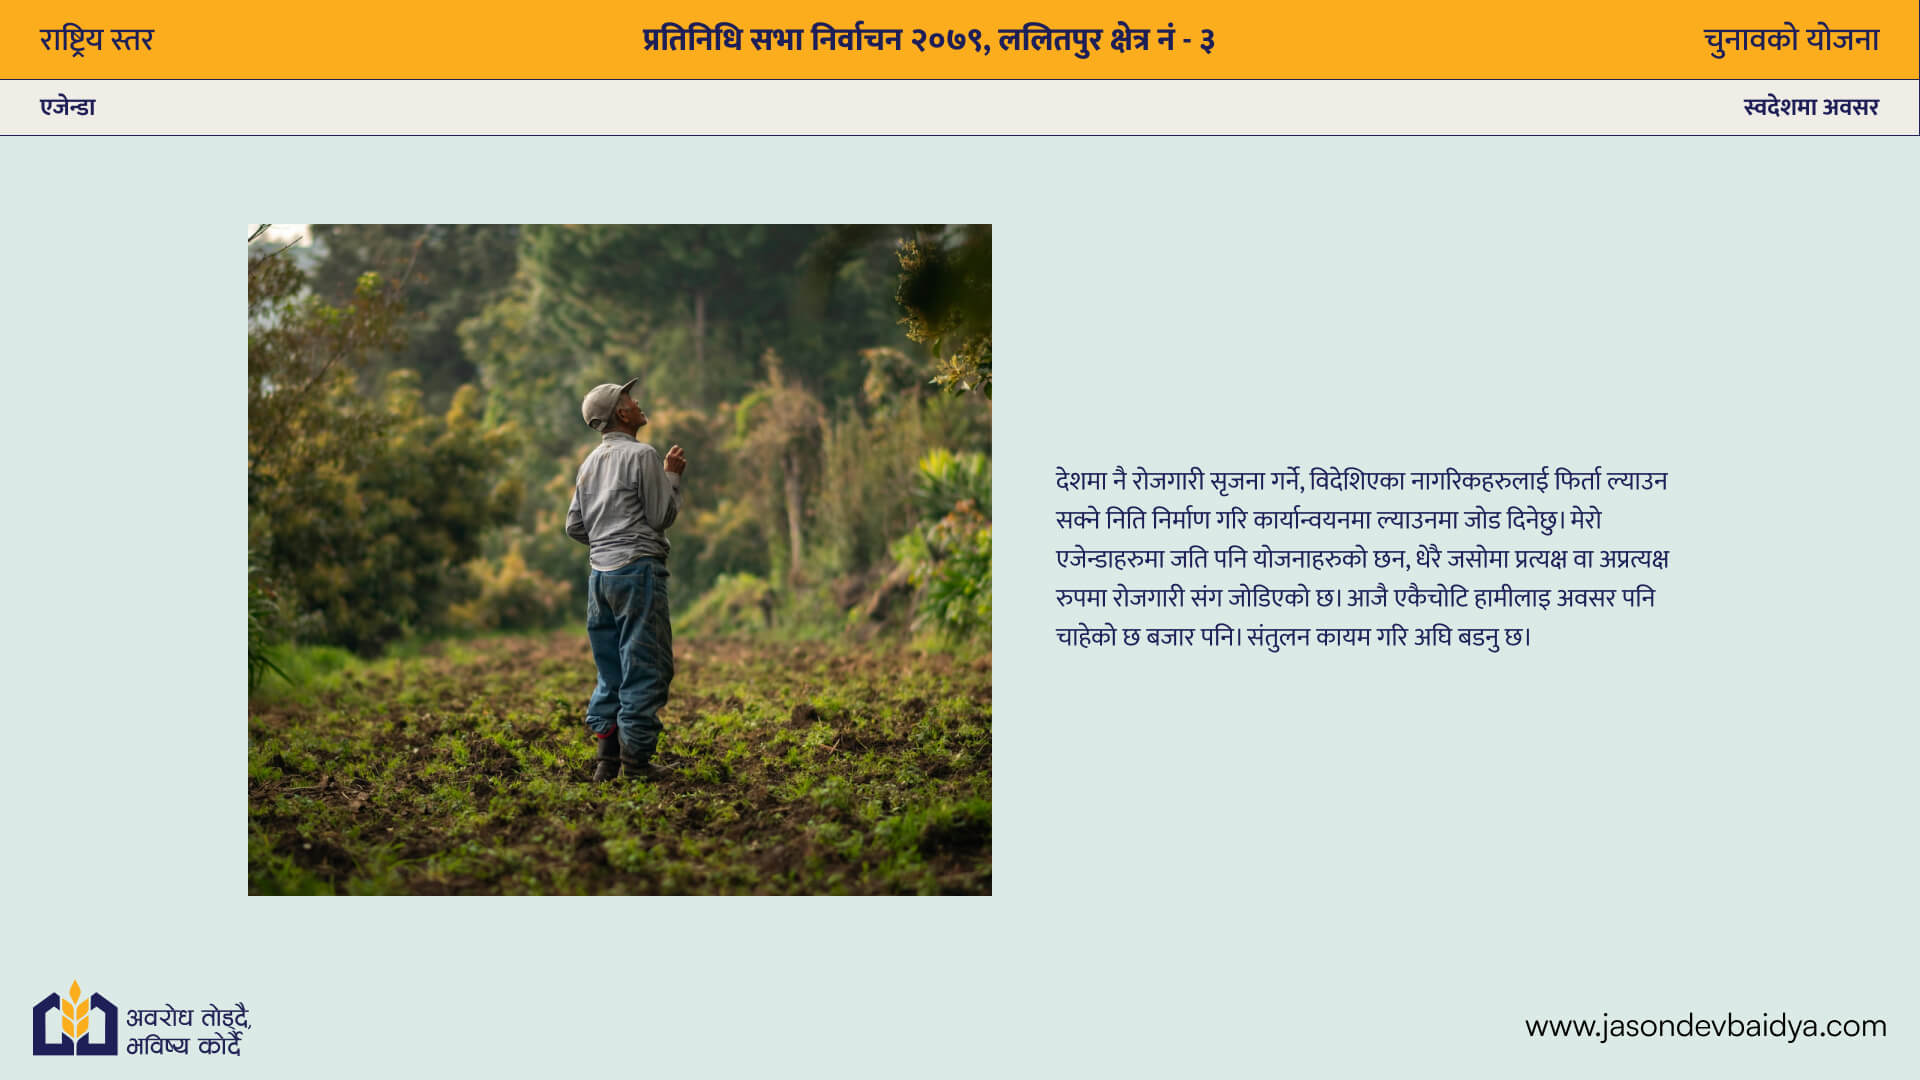 राष्ट्रिय स्तर
प्रतिनिधि सभा निर्वाचन २०७९, ललितपुर क्षेत्र नं - ३
चुनावको योजना
एजेन्डा
स्वदेशमा अवसर
देशमा नै रोजगारी सृजना गर्ने, विदेशिएका नागरिकहरुलाई फिर्ता ल्याउन
सक्ने निति निर्माण गरि कार्यान्वयनमा ल्याउनमा जोड दिनेछु। मेरो
एजेन्डाहरुमा जति पनि योजनाहरुको छन, धेरै जसोमा प्रत्यक्ष वा अप्रत्यक्ष
रुपमा रोजगारी संग जोडिएको छ। आजै एकैचोटि हामीलाइ अवसर पनि
चाहेको छ बजार पनि। संतुलन कायम गरि अघि बडनु छ।
अवरोध तोड्दै,
भविष्य कोर्दै
www.jasondevbaidya.com